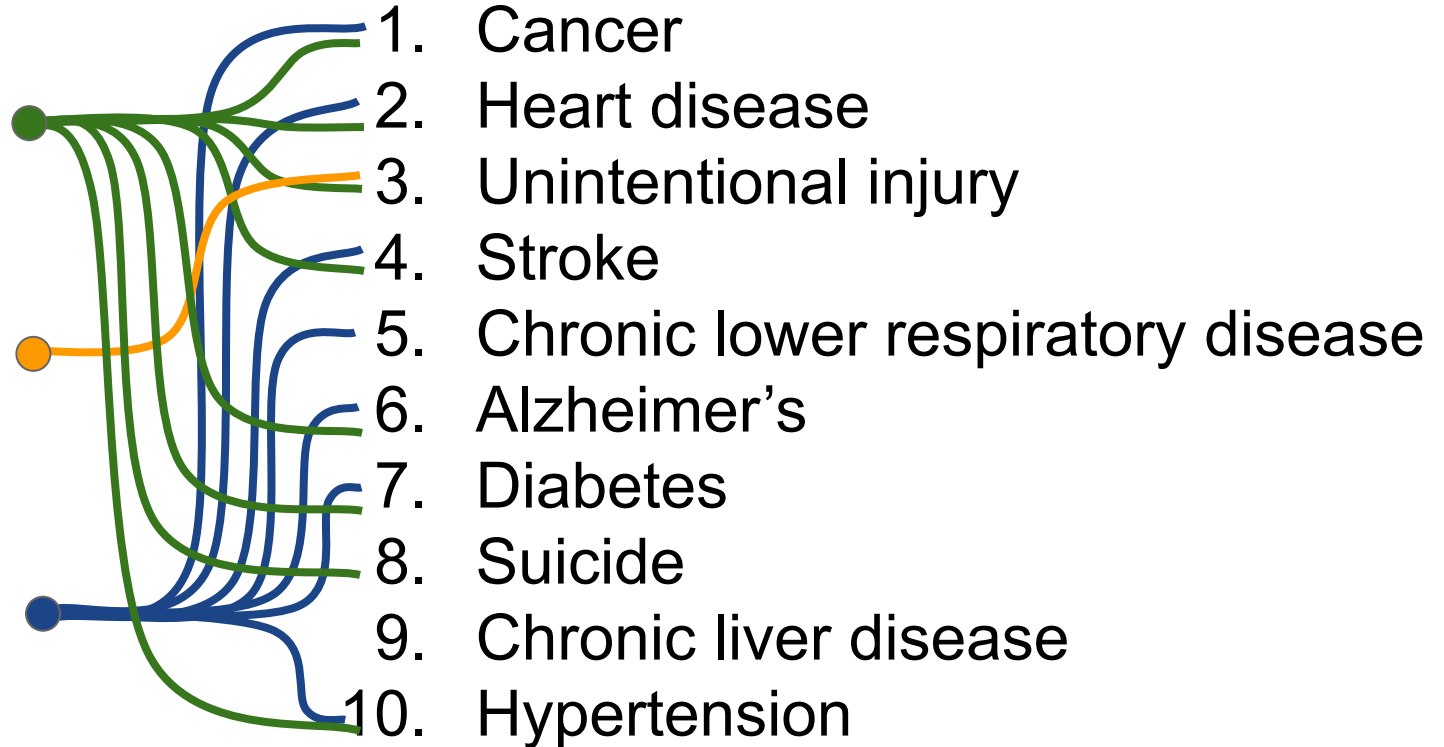 1. Cancer
2. Heart disease
3. Unintentional injury
4. Stroke
5. Chronic lower respiratory disease
6. Alzheimer’s
7. Diabetes
8. Suicide
9. Chronic liver disease
10. Hypertension